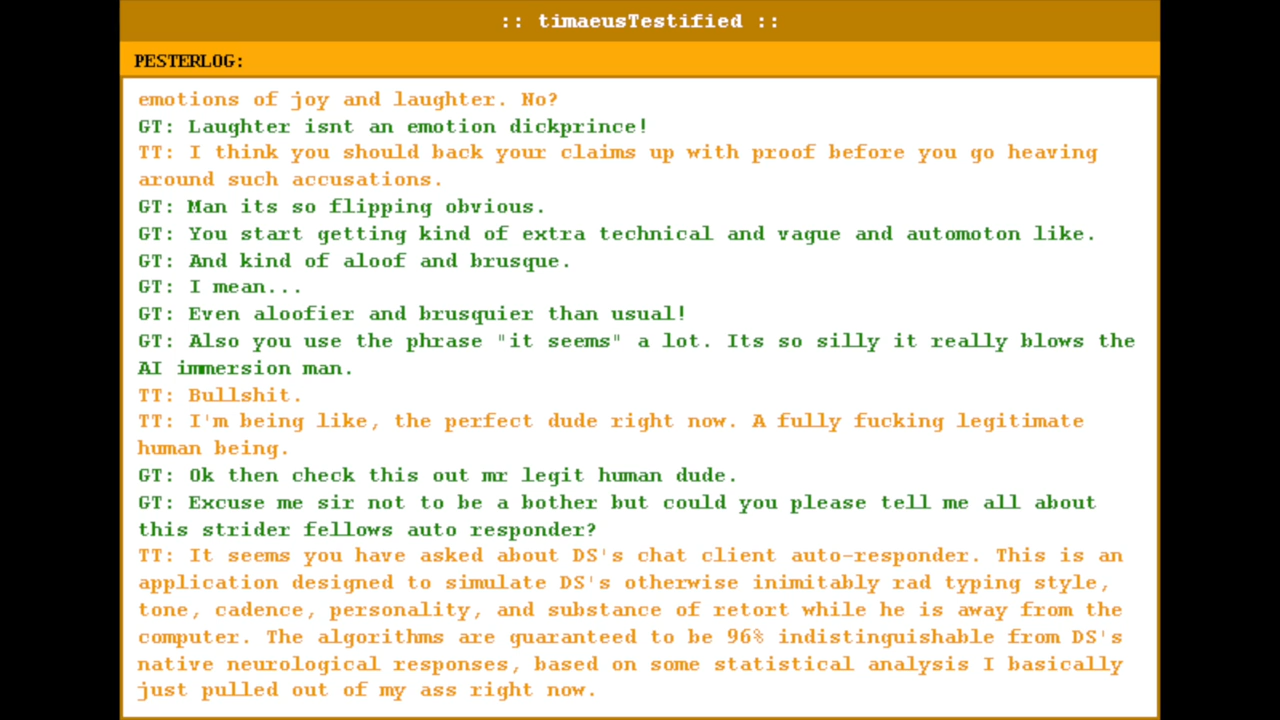 :: timaeusTestified ::
PESTERLOG:
emotions of joy and laughter. No?
GT: Laughter isnt an emotion dickprince!
TT: I think you should back your claims up with proof before you go heaving
around such accusations.
GT: Man its so flipping obvious.
GT: You start getting kind of extra technical and vague and automoton like.
GT: And kind of aloof and brusque.
GT: I mean...
GT: Even aloofier and brusquier than usual!
GT: Also you use the phrase "it seems" a lot. Its so silly it really blows the
AI immersion man.
TT: Bullshit.
TT: I'm being like, the perfect dude right now. A fully fucking legitimate
human being.
GT: Ok then check this out mr legit human dude.
GT: Excuse me sir not to be a bother but could you please tell me all about
this strider fellows auto responder?
TT: It seems you have asked about DS's chat client auto-responder. This is an
application designed to simulate DS's otherwise inimitably rad typing style,
tone, cadence, personality, and substance of retort while he is away from the
computer. The algorithms are guaranteed to be 96% indistinguishable from DS's
native neurological responses, based on some statistical analysis I basically
just pulled out of my ass right now.